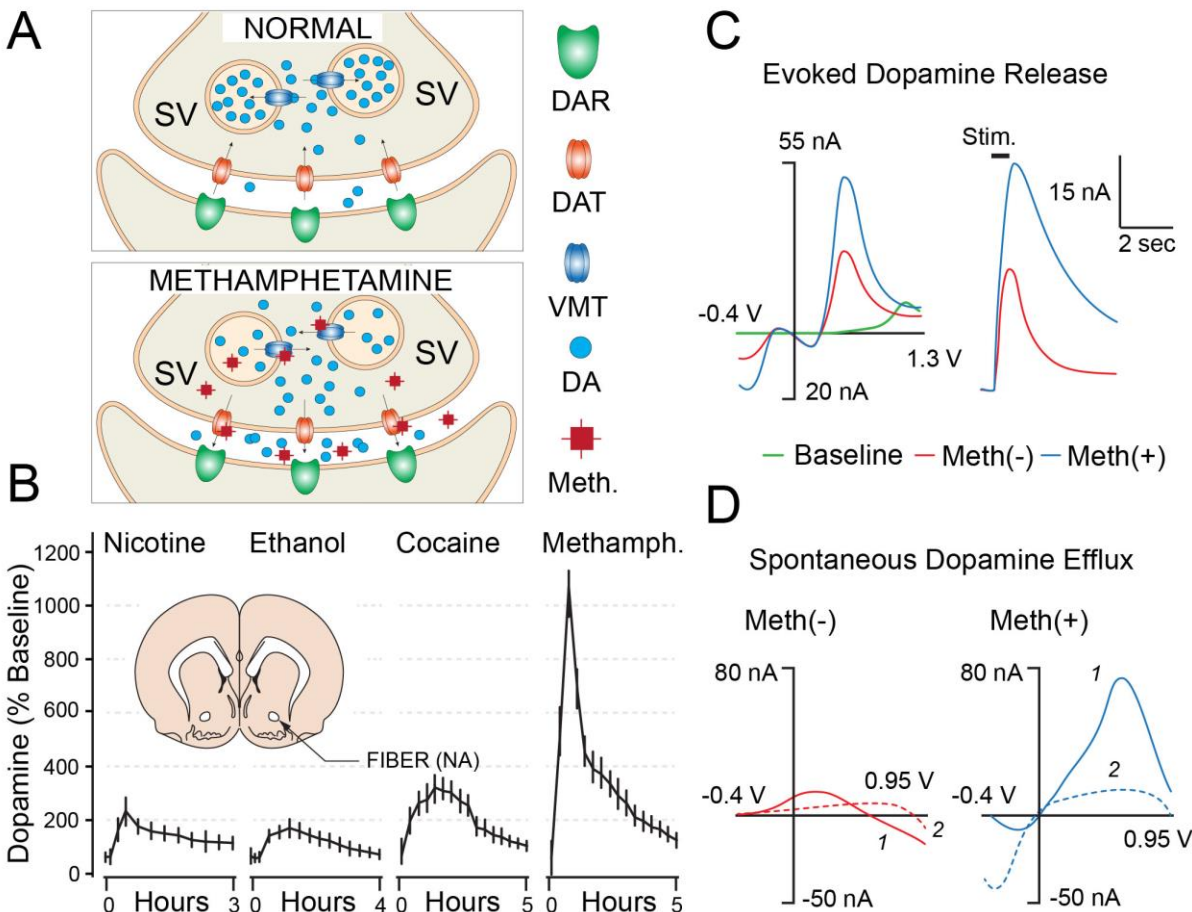 A
NORMAL
SV
SV
METHAMPHETAMINE
SV
SV
DAR
DAT
VMT
DA
Meth.
B
Dopamine (% Baseline)
1200
1000
800
600
400
200
0
Nicotine
Ethanol
Cocaine
Methamph.
FIBER (NA)
0 Hours 3
0 Hours 4
0 Hours 5
0 Hours 5
C
Evoked Dopamine Release
55 nA
-0.4 V
1.3 V
20 nA
Stim.
15 nA
2 sec
Baseline Meth(-) Meth(+)
D
Spontaneous Dopamine Efflux
Meth(-)
80 nA
-0.4 V
0.95 V
1
2
-50 nA
Meth(+)
80 nA
1
2
-0.4 V
0.95 V
-50 nA